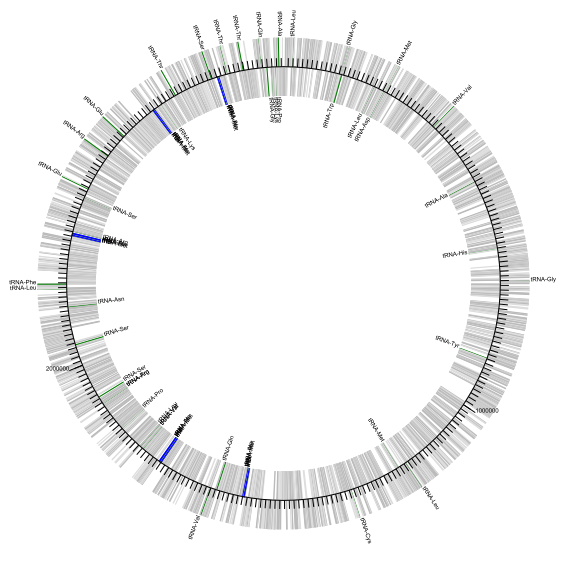 tRNA-Leu
tRNA-Gln
tRNA-Thr
tRNA-Thr
tRNA-Ser
tRNA-Thr
tRNA-Gly
tRNA-Met
tRNA-Val
tRNA-Glu
tRNA-Arg
tRNA-Glu
tRNA-Lys
tRNA-Trp
tRNA-Leu
tRNA-Asp
tRNA-Ala
tRNA-Ser
tRNA-His
tRNA-Gly
tRNA-Phe
tRNA-Leu
tRNA-Asn
tRNA-Ser
tRNA-Tyr
2000000
tRNA-Ser
tRNA-Arg
tRNA-Pro
1000000
tRNA-Met
tRNA-Gln
tRNA-Leu
tRNA-Val
tRNA-Cys